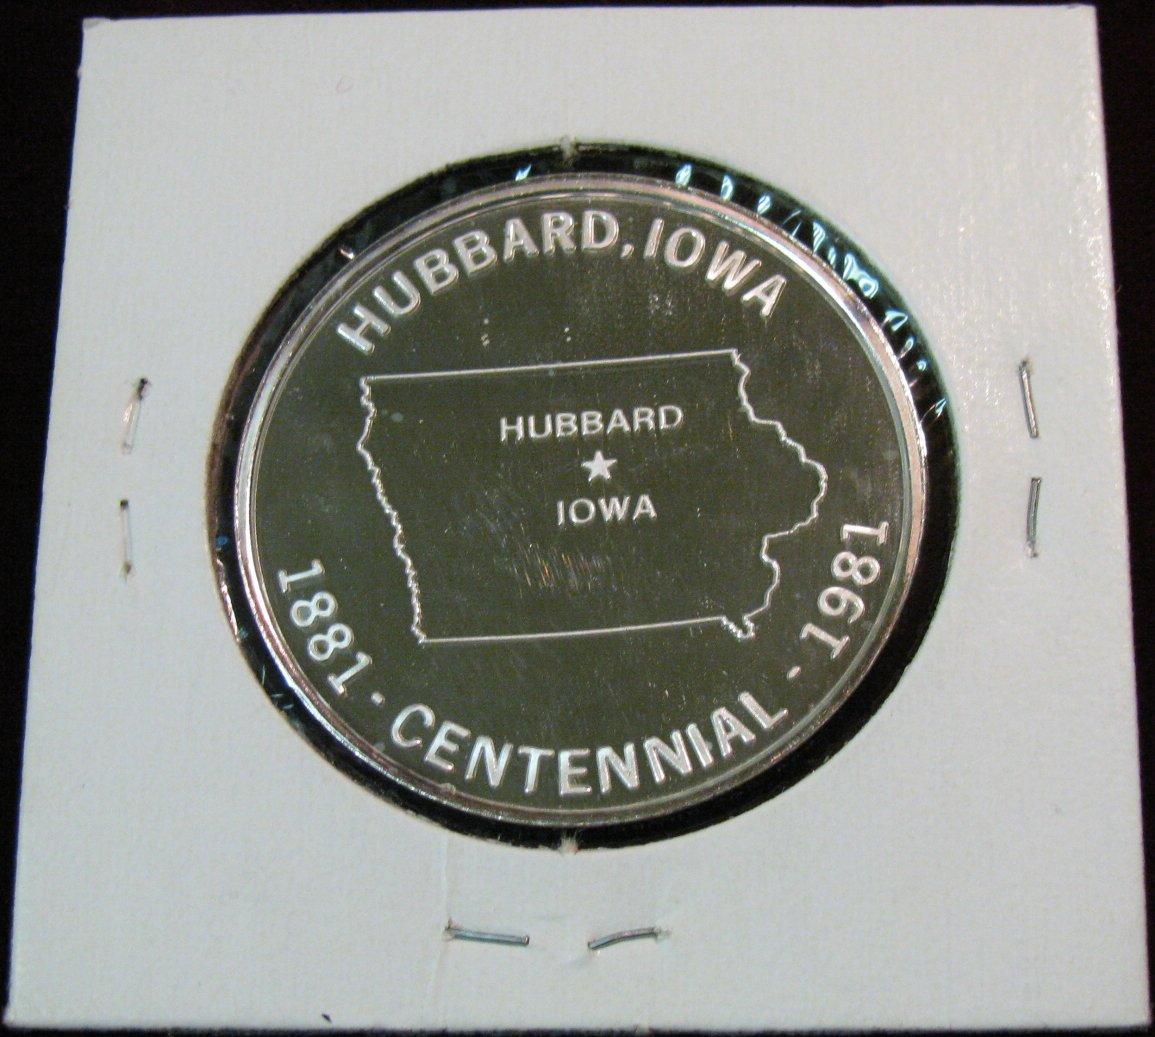 HUBBARD, IOWA
HUBBARD
IOWA
1881 - CENTENNIAL - 1981